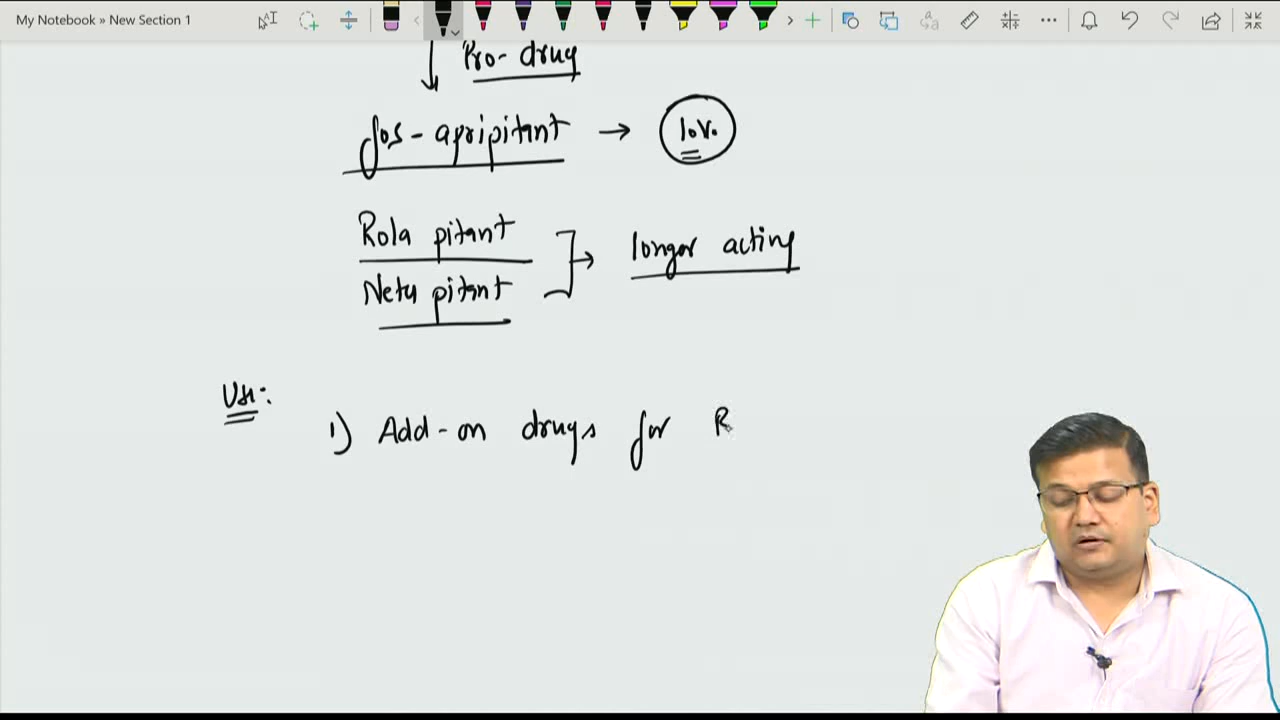 My Notebook » New Section 1
Pro-drug
fos-apripitant → i.v.
Rola pitant
longer acting
Netu pitant
Use:
1) Add-on drugs for R